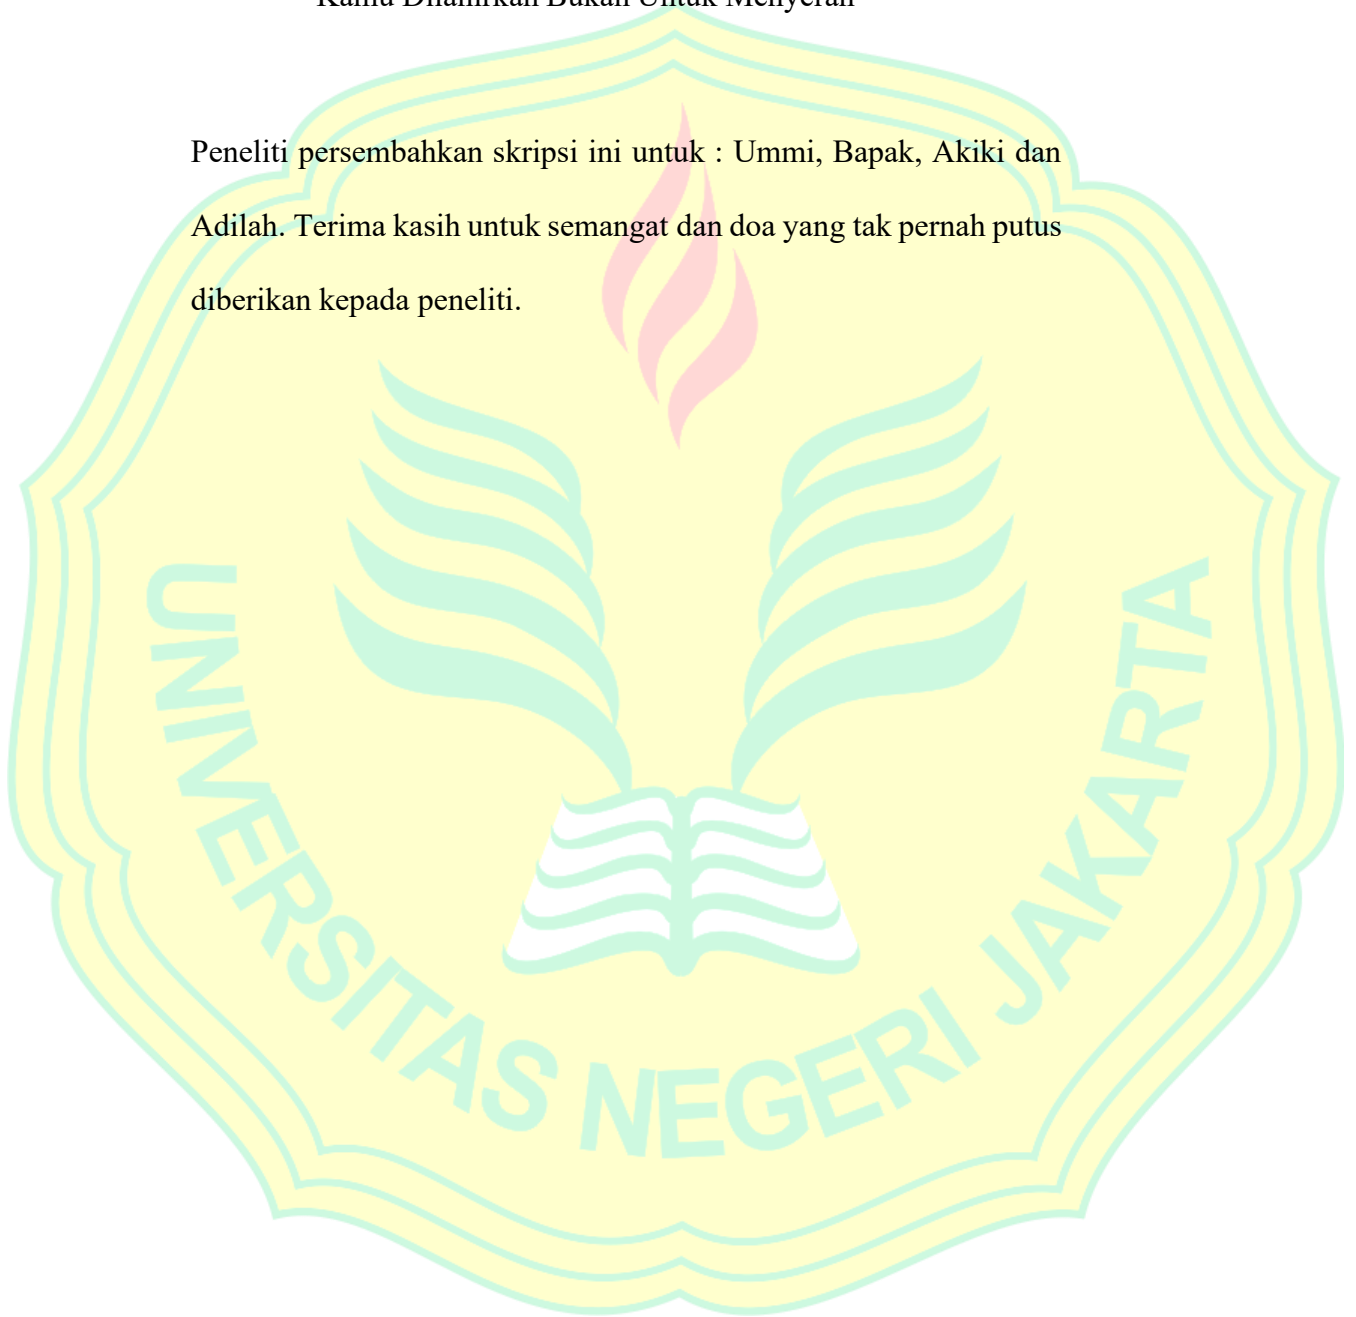 Kamu Dilahirkan Bukan Untuk Menyerah
Peneliti persembahkan skripsi ini untuk : Ummi, Bapak, Akiki dan
Adilah. Terima kasih untuk semangat dan doa yang tak pernah putus
diberikan kepada peneliti.
UNIVERSITAS NEGERI JAKARTA